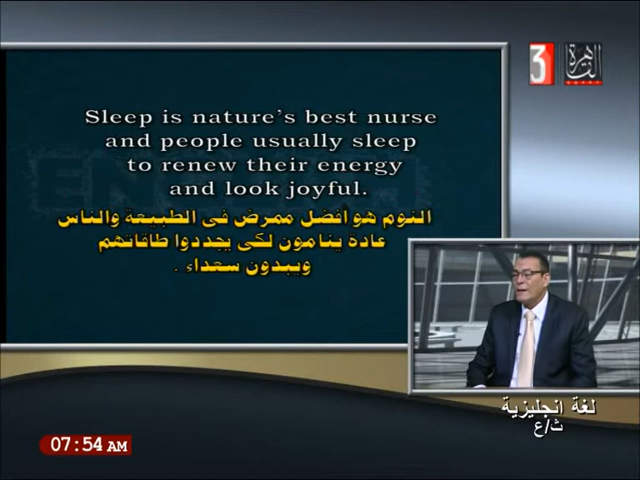 3
القاهرة
Sleep is nature's best nurse
and people usually sleep
to renew their energy
and look joyful.
النوم هو أفضل ممرض فى الطبيعة والناس
عادة ينامون لكى يجددوا طاقاتهم
ويبدون سعداء .
لغة انجليزية
ث/ع
07:54 AM